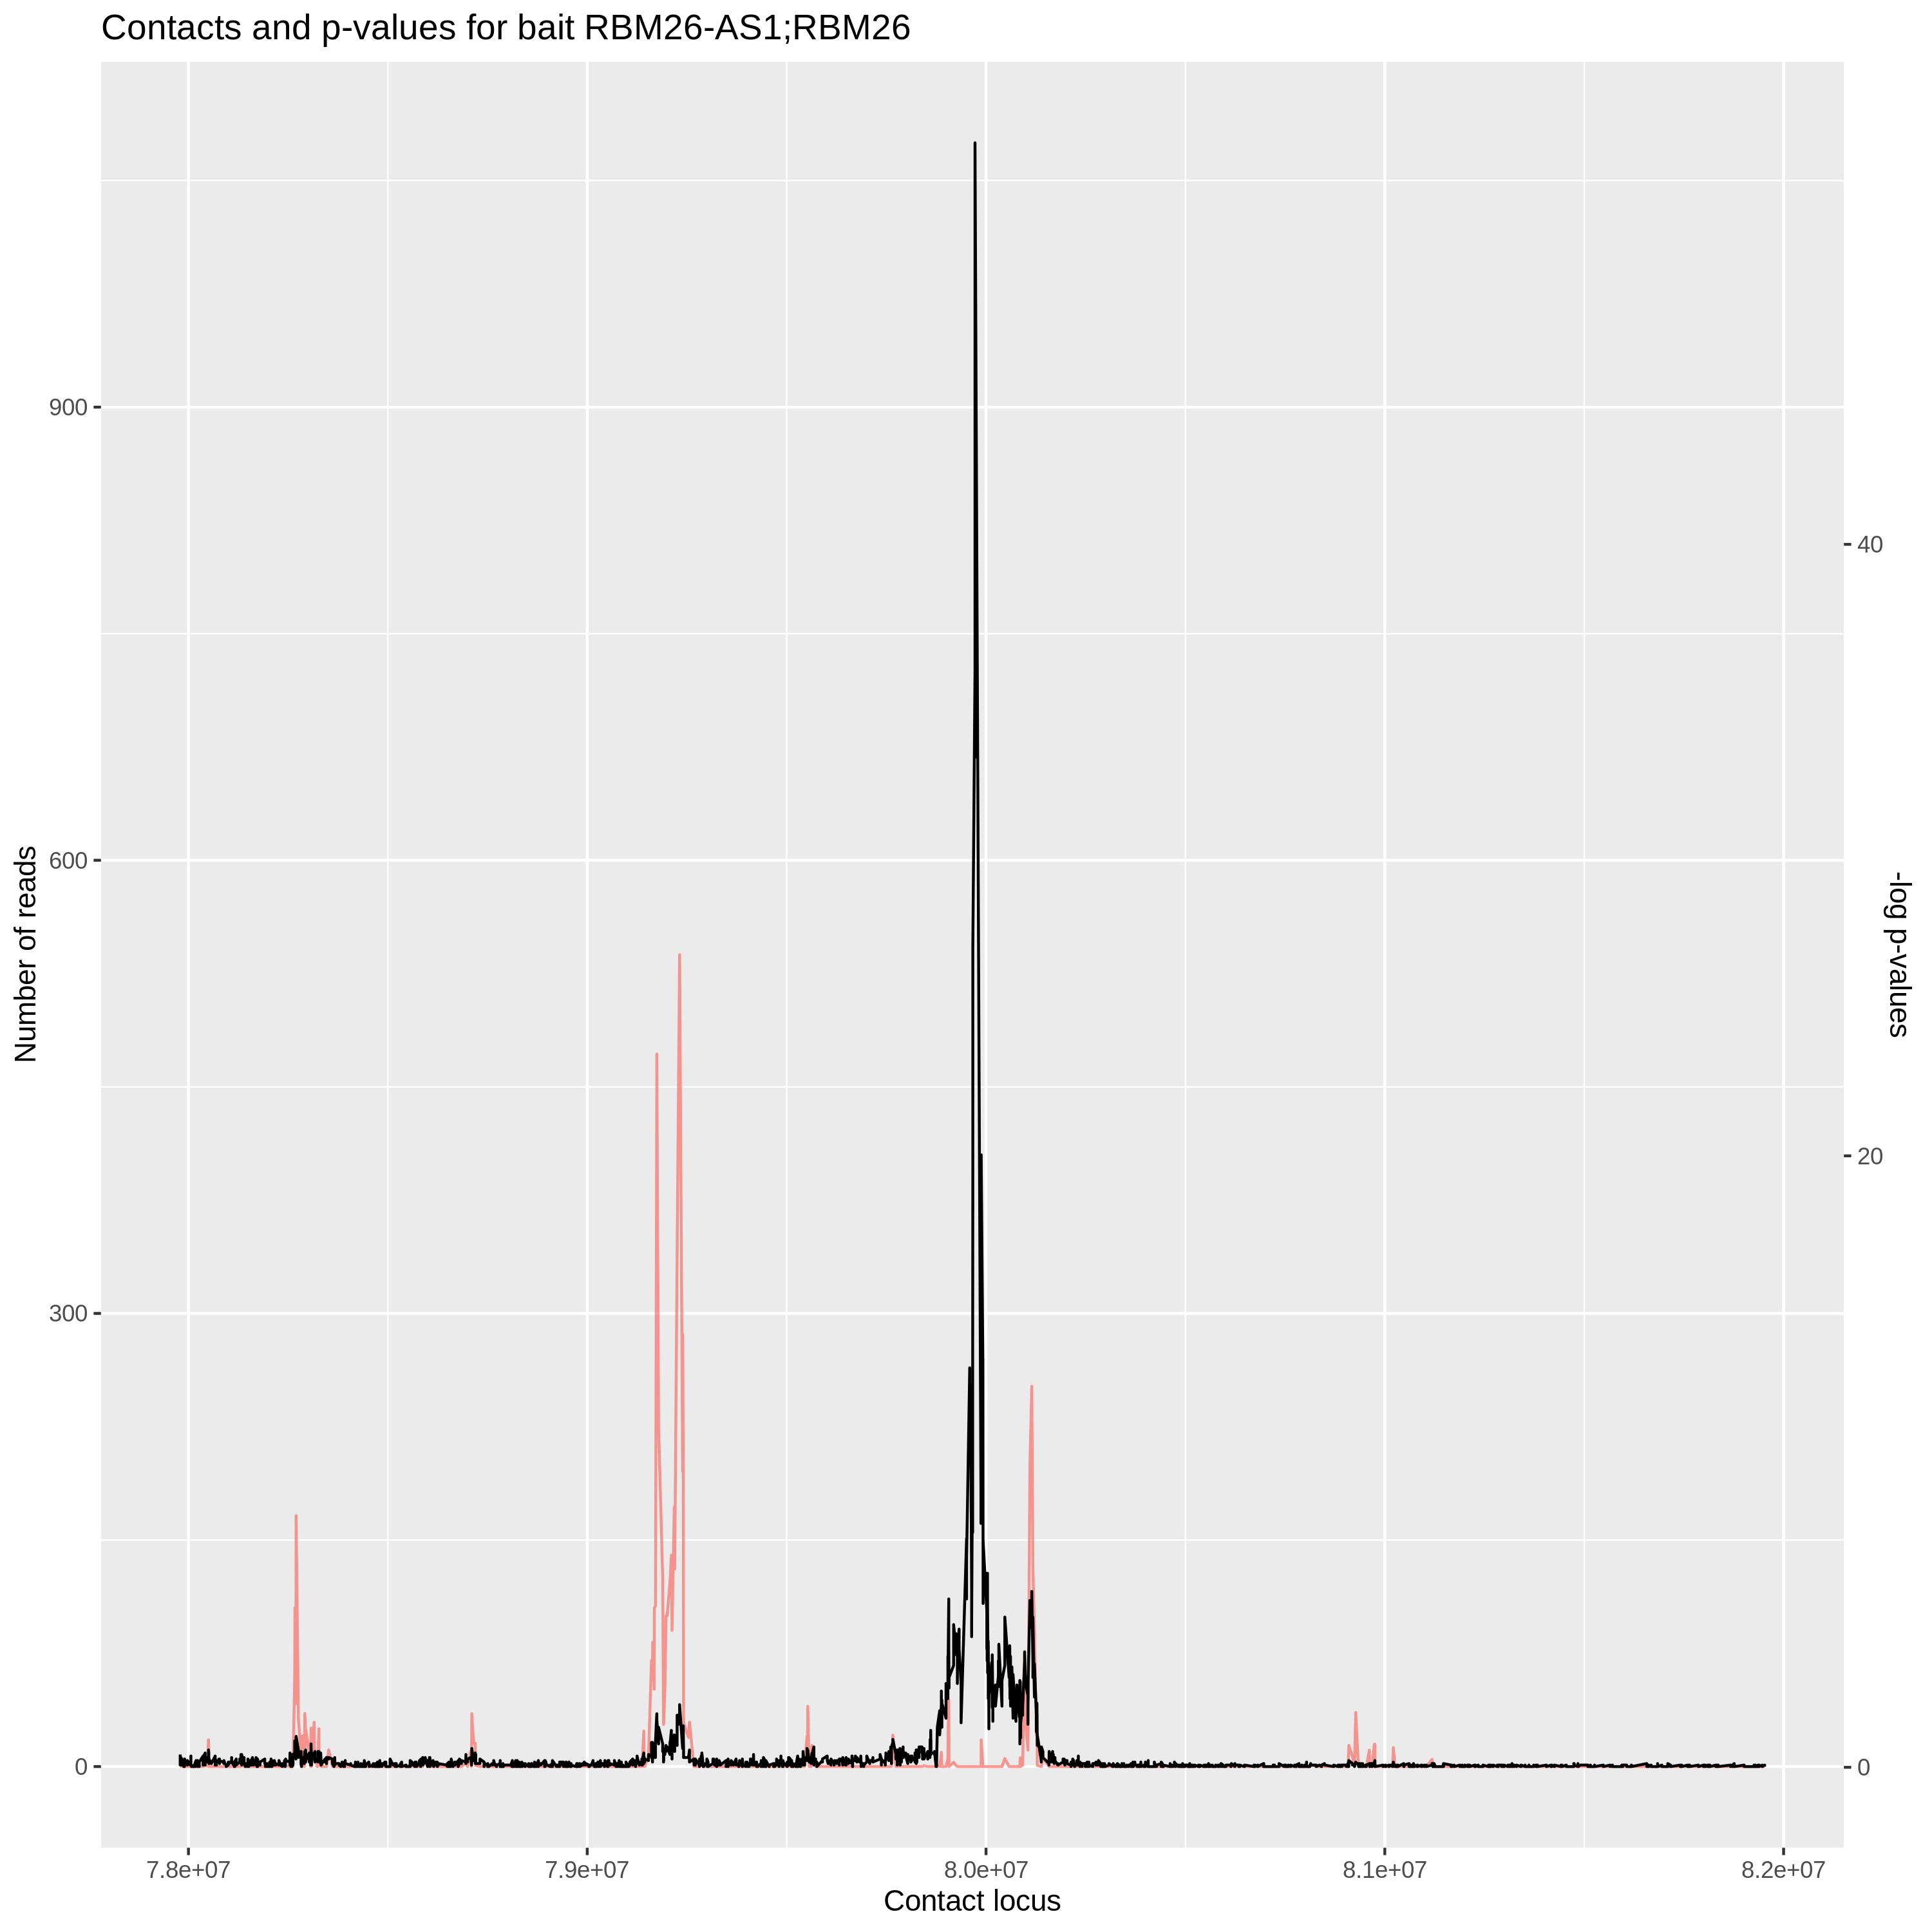 Contacts and p-values for bait RBM26-AS1;RBM26
Number of reads
900
600
300
0
-log p-values
40
20
0
7.8e+07
7.9e+07
8.0e+07
8.1e+07
8.2e+07
Contact locus